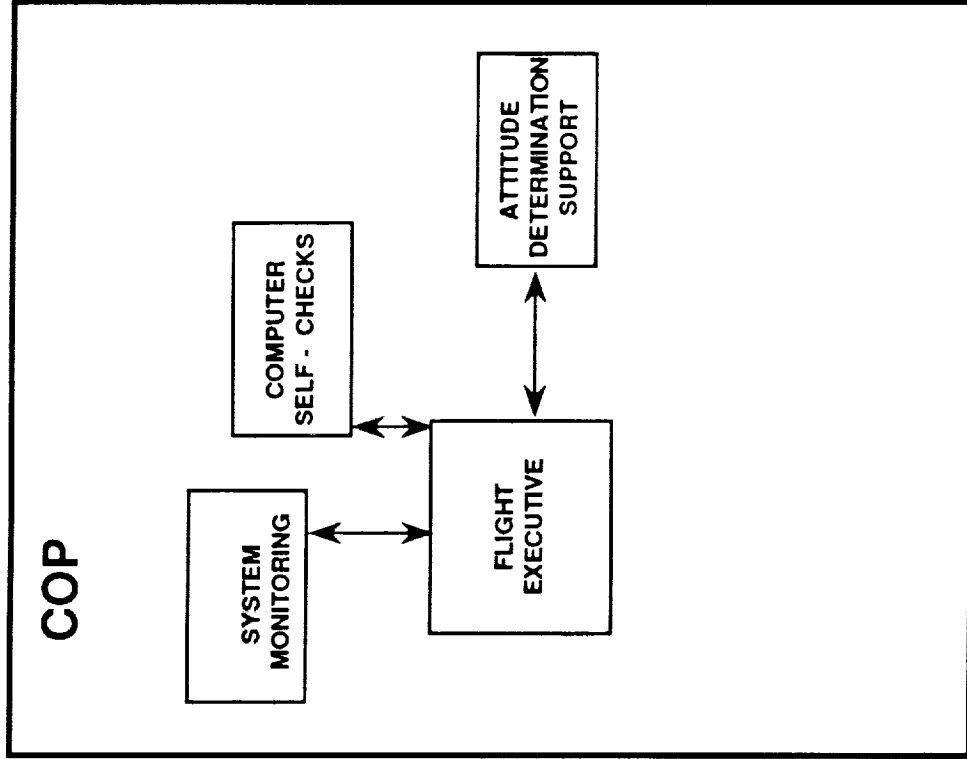 COP
SYSTEM
MONITORING
COMPUTER
SELF - CHECKS
FLIGHT
EXECUTIVE
ATTITUDE
DETERMINATION
SUPPORT